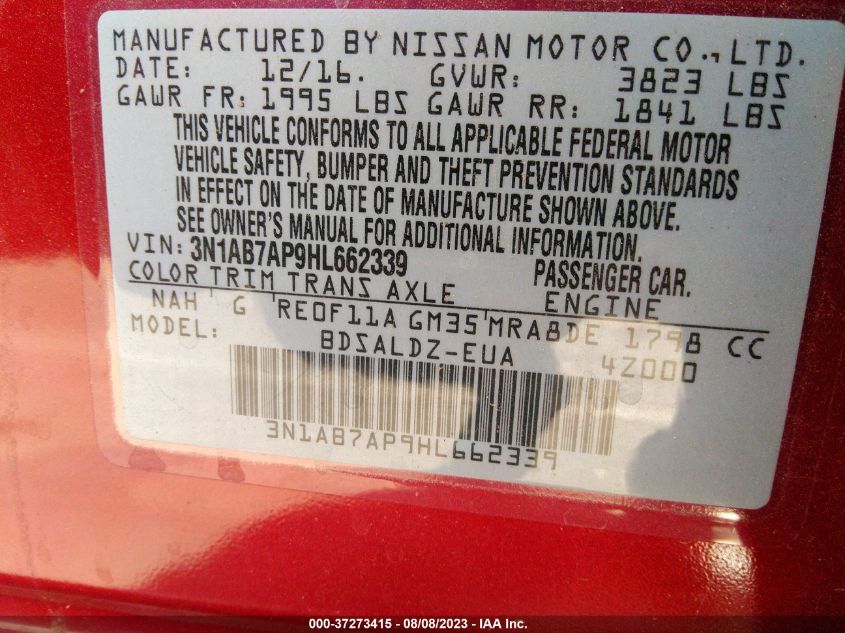 MANUFACTURED BY NISSAN MOTOR CO., LTD.
DATE: 12/16. GVWR: 3823 LBS
GAWR FR: 1995 LBS GAWR RR: 1841 LBS
THIS VEHICLE CONFORMS TO ALL APPLICABLE FEDERAL MOTOR
VEHICLE SAFETY, BUMPER AND THEFT PREVENTION STANDARDS
IN EFFECT ON THE DATE OF MANUFACTURE SHOWN ABOVE.
SEE OWNER'S MANUAL FOR ADDITIONAL INFORMATION.
VIN: 3N1AB7AP9HL662339 PASSENGER CAR.
COLOR TRIM TRANS AXLE ENGINE
NAH G RE0F11A GM35 MRA8DE 1798 CC
MODEL: BDSALDZ-EUA 4Z000
3N1AB7AP9HL662339
000-37273415 - 08/08/2023 - IAA Inc.